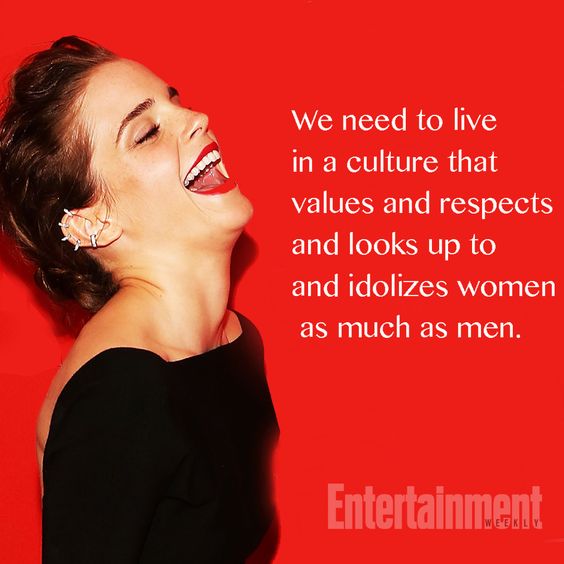 We need to live
in a culture that
values and respects
and looks up to
and idolizes women
as much as men.
Entertainment
WEEKLY